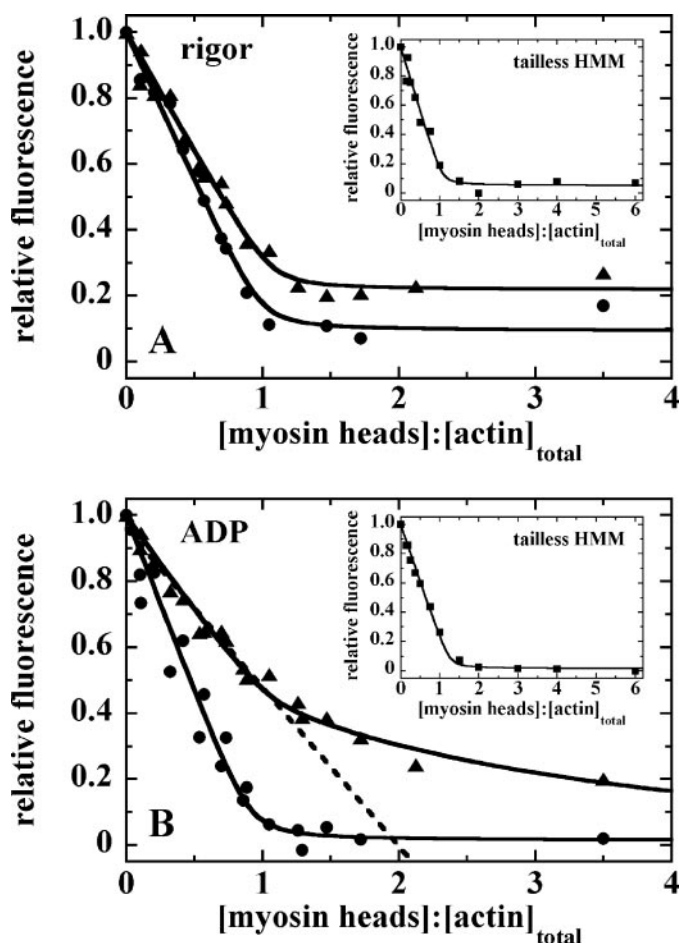 1.0
0.8
0.6
0.4
0.2
0
relative fluorescence
rigor
A
0 1 2 3 4
[myosin heads]:[actin]total
tailless HMM
1.0
0.8
0.6
0.4
0.2
0
relative fluorescence
0 1 2 3 4 5 6
[myosin heads]:[actin]total
1.0
0.8
0.6
0.4
0.2
0
relative fluorescence
ADP
B
0 1 2 3 4
[myosin heads]:[actin]total
tailless HMM
1.0
0.8
0.6
0.4
0.2
0
relative fluorescence
0 1 2 3 4 5 6
[myosin heads]:[actin]total